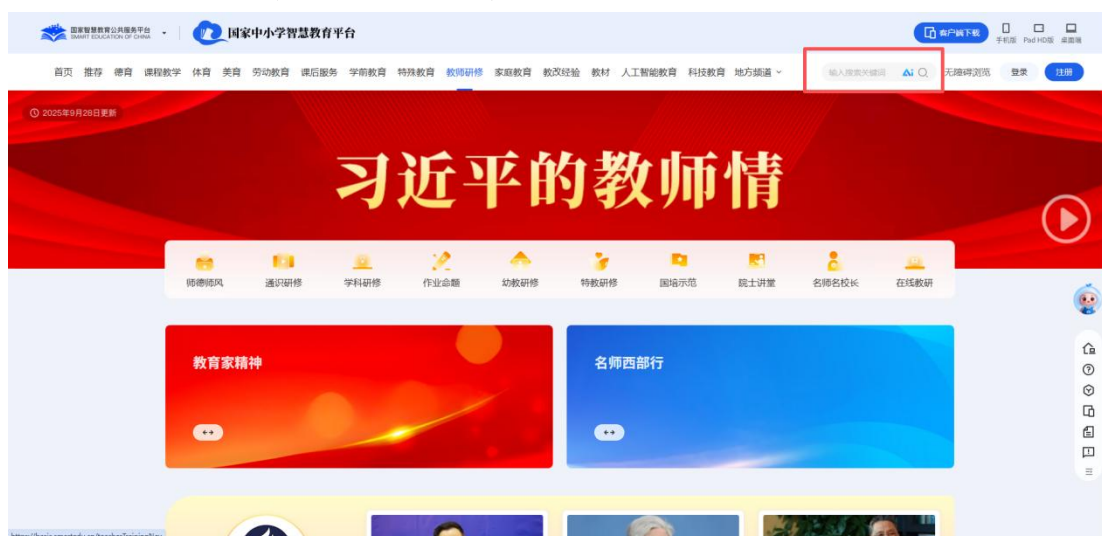 国家智慧教育公共服务平台
SMART EDUCATION OF CHINA
国家中小学智慧教育平台
客户端下载
手机版 Pad HD版 桌面端
首页 推荐 德育 课程教学 体育 美育 劳动教育 课后服务 学前教育 特殊教育 教师研修 家庭教育 教改经验 教材 人工智能教育 科技教育 地方频道
输入搜索关键词 Ai 无障碍浏览 登录 注册
2025年9月28日更新
习近平的教师情
师德师风 通识研修 学科研修 作业命题 幼教研修 特教研修 国培示范 院士讲堂 名师名校长 在线教研
教育家精神
名师西部行